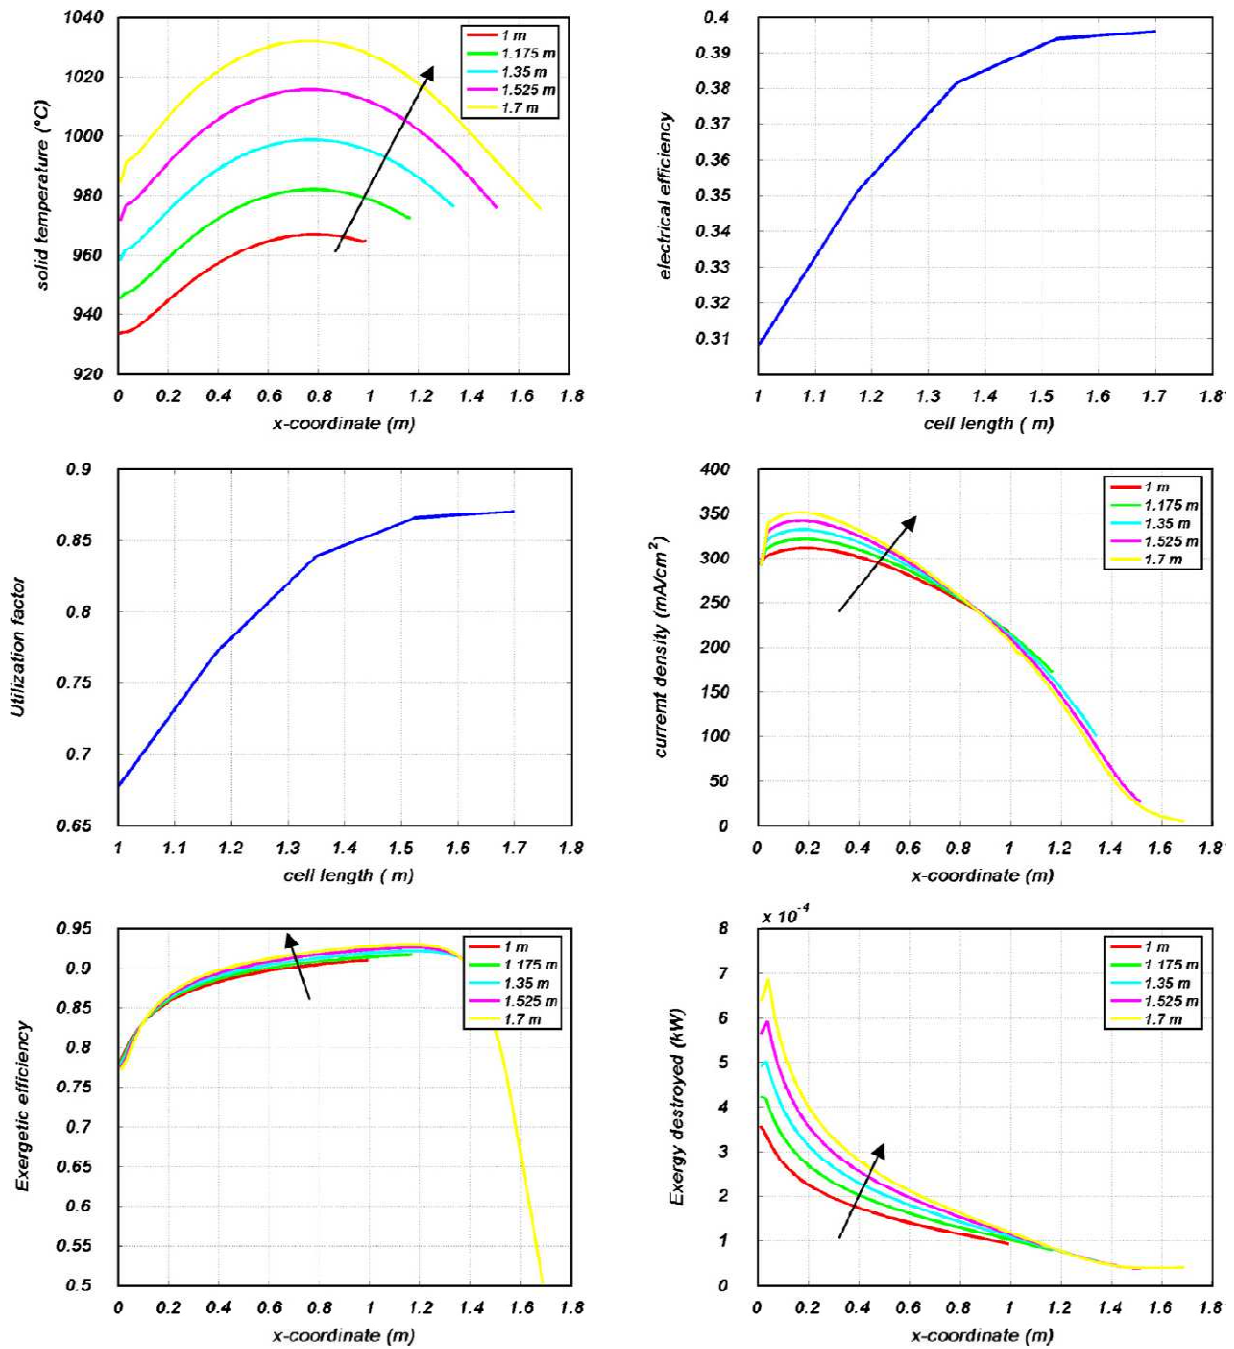 solid temperature (°C)
1040
1020
1000
980
960
940
920
0 0.2 0.4 0.6 0.8 1 1.2 1.4 1.6 1.8
x-coordinate (m)
1 m
1.175 m
1.35 m
1.525 m
1.7 m
electrical efficiency
0.4
0.39
0.38
0.37
0.36
0.35
0.34
0.33
0.32
0.31
1 1.1 1.2 1.3 1.4 1.5 1.6 1.7 1.8
cell length ( m)
Utilization factor
0.9
0.85
0.8
0.75
0.7
0.65
1 1.1 1.2 1.3 1.4 1.5 1.6 1.7 1.8
cell length ( m)
curremt density (mA/cm²)
400
350
300
250
200
150
100
50
0
0 0.2 0.4 0.6 0.8 1 1.2 1.4 1.6 1.8
x-coordinate (m)
1 m
1.175 m
1.35 m
1.525 m
1.7 m
Exergetic efficiency
0.95
0.9
0.85
0.8
0.75
0.7
0.65
0.6
0.55
0.5
0 0.2 0.4 0.6 0.8 1 1.2 1.4 1.6 1.8
x-coordinate (m)
1 m
1.175 m
1.35 m
1.525 m
1.7 m
Exergy destroyed (kW)
x 10⁻⁴
8
7
6
5
4
3
2
1
0
0 0.2 0.4 0.6 0.8 1 1.2 1.4 1.6 1.8
x-coordinate (m)
1 m
1.175 m
1.35 m
1.525 m
1.7 m